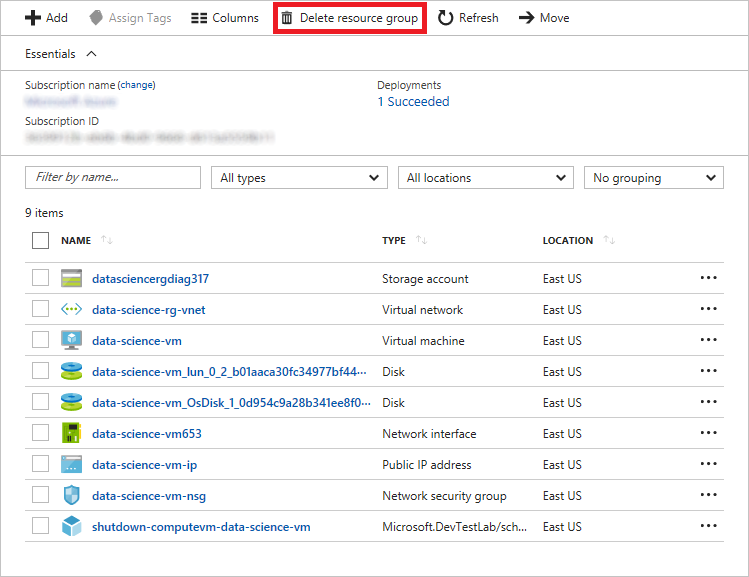 Add Assign Tags Columns Delete resource group Refresh Move
Essentials
Subscription name (change) Deployments
1 Succeeded
Subscription ID
Filter by name... All types All locations No grouping
9 items
NAME TYPE LOCATION
datasciencergdiag317 Storage account East US ...
data-science-rg-vnet Virtual network East US ...
data-science-vm Virtual machine East US ...
data-science-vm_lun_0_2_b01aaca30fc34977bf44... Disk East US ...
data-science-vm_OsDisk_1_0d954c9a28b341ee8f0... Disk East US ...
data-science-vm653 Network interface East US ...
data-science-vm-ip Public IP address East US ...
data-science-vm-nsg Network security group East US ...
shutdown-computevm-data-science-vm Microsoft.DevTestLab/sch... East US ...